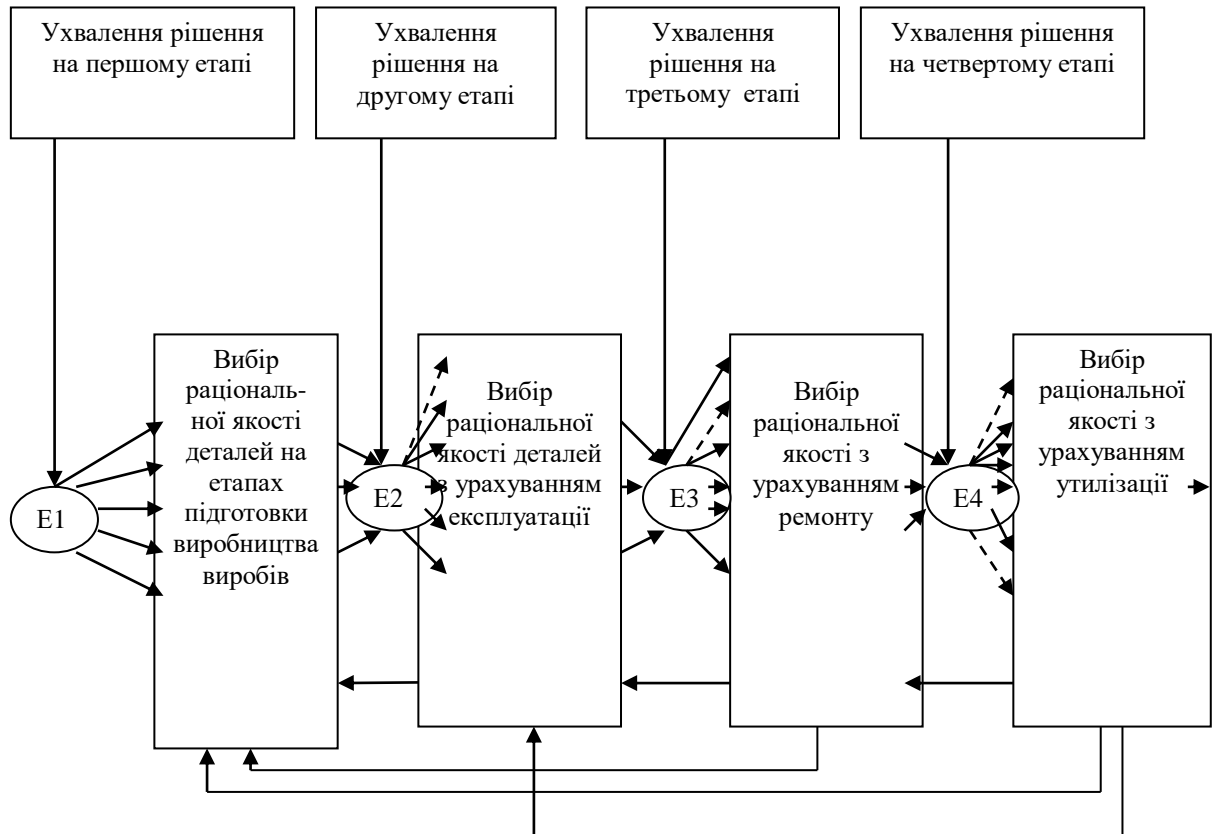 Ухвалення рішення
на першому етапі
Ухвалення
рішення на
другому етапі
Ухвалення
рішення на
третьому етапі
Ухвалення рішення
на четвертому етапі
Е1
Вибір
раціональ-
ної якості
деталей на
етапах
підготовки
виробництва
виробів
Е2
Вибір
раціональної
якості деталей
з урахуванням
експлуатації
Е3
Вибір
раціональної
якості з
урахуванням
ремонту
Е4
Вибір
раціональної
якості з
урахуванням
утилізації